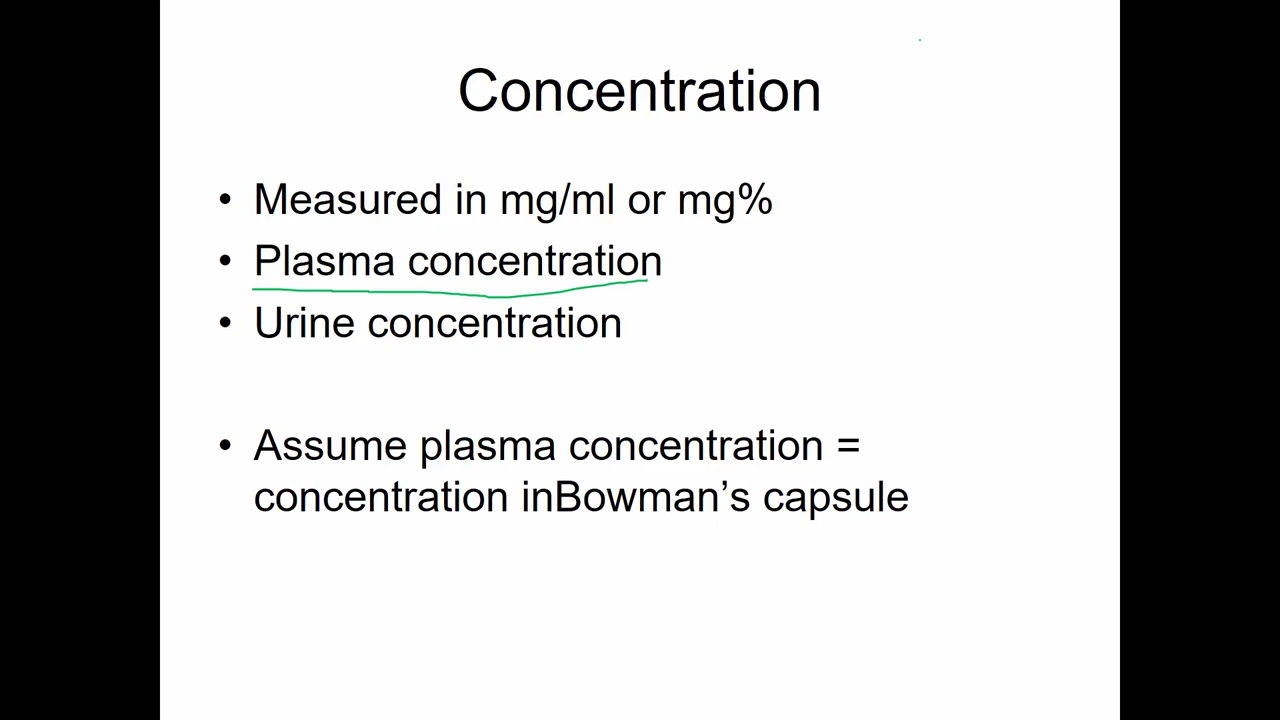 Concentration
• Measured in mg/ml or mg%
• Plasma concentration
• Urine concentration
• Assume plasma concentration =
concentration inBowman’s capsule